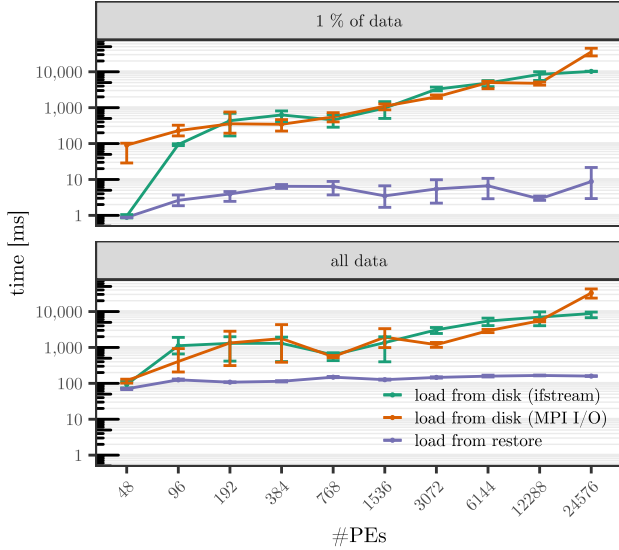 1 % of data
10,000
1,000
100
10
1
time [ms]
all data
10,000
1,000
100
10
1
load from disk (ifstream)
load from disk (MPI I/O)
load from restore
48 96 192 384 768 1536 3072 6144 12288 24576
#PEs